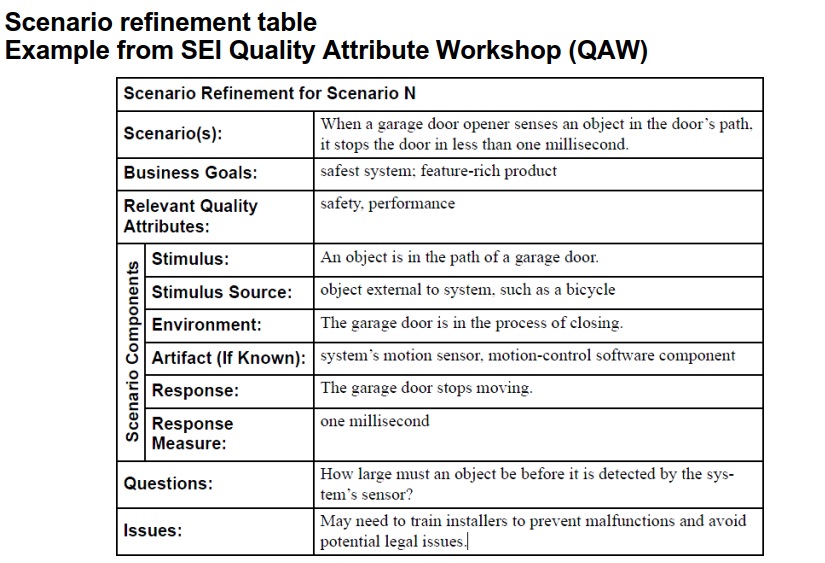 Scenario refinement table
Example from SEI Quality Attribute Workshop (QAW)
Scenario Refinement for Scenario N
Scenario(s):
When a garage door opener senses an object in the door's path,
it stops the door in less than one millisecond.
Business Goals:
safest system; feature-rich product
Relevant Quality
Attributes:
safety, performance
Scenario Components
Stimulus:
An object is in the path of a garage door.
Stimulus Source:
object external to system, such as a bicycle
Environment:
The garage door is in the process of closing.
Artifact (If Known):
system's motion sensor, motion-control software component
Response:
The garage door stops moving.
Response
Measure:
one millisecond
Questions:
How large must an object be before it is detected by the sys-
tem's sensor?
Issues:
May need to train installers to prevent malfunctions and avoid
potential legal issues.